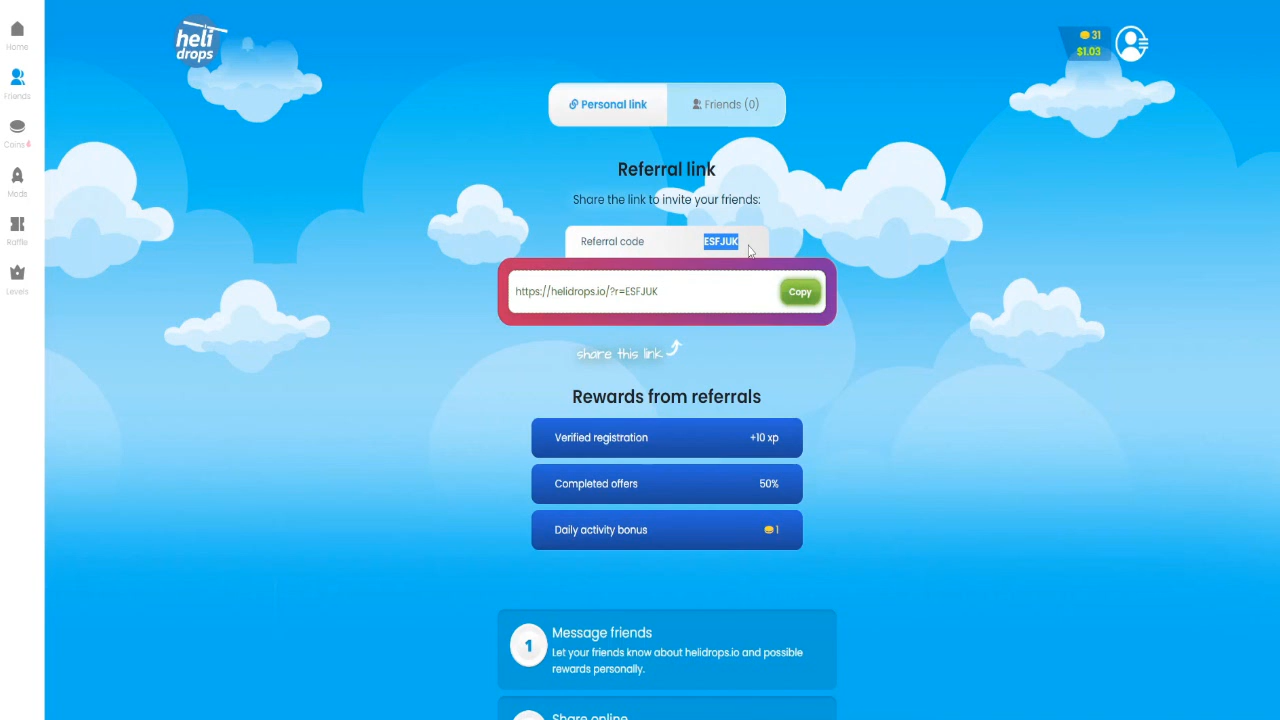 Home
Friends
Coins
Mods
Raffle
Levels
heli
drops
31
$1.03
Personal link
Friends (0)
Referral link
Share the link to invite your friends:
Referral code ESFJUK
https://helidrops.io/?r=ESFJUK
Copy
share this link
Rewards from referrals
Verified registration +10 xp
Completed offers 50%
Daily activity bonus 1
1
Message friends
Let your friends know about helidrops.io and possible
rewards personally.
Share online